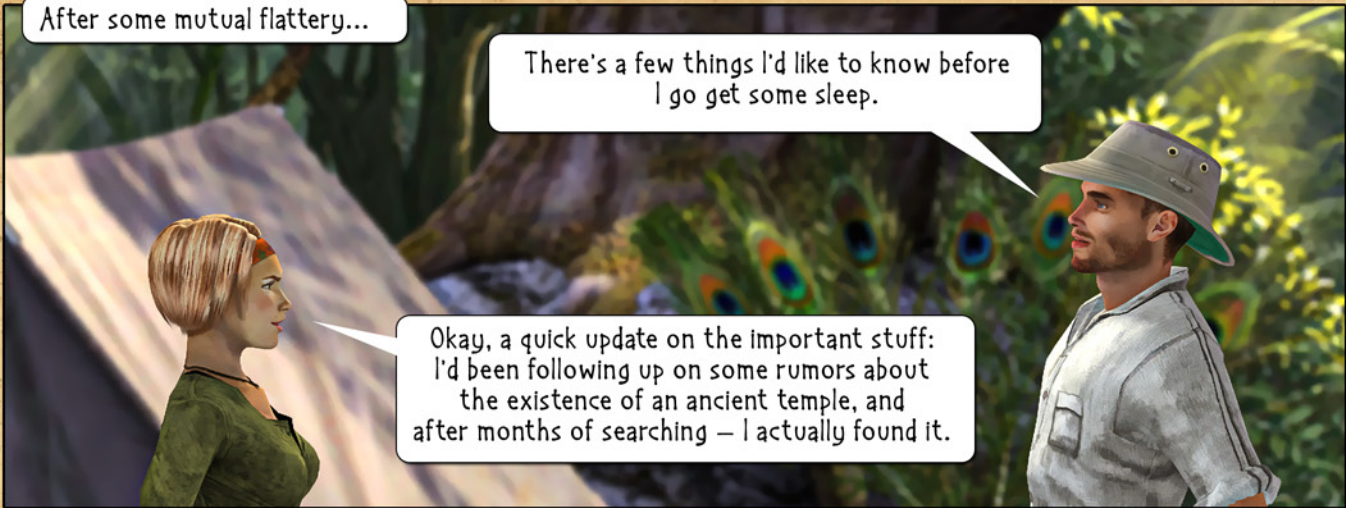 After some mutual flattery...
There's a few things I'd like to know before
I go get some sleep.
Okay, a quick update on the important stuff:
I'd been following up on some rumors about
the existence of an ancient temple, and
after months of searching – I actually found it.